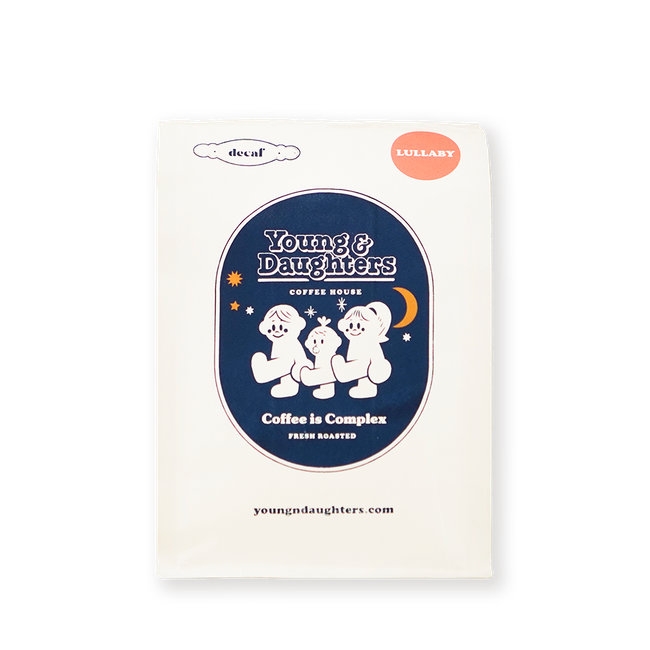 decaf
LULLABY
Young &
Daughters
COFFEE HOUSE
Coffee is Complex
FRESH ROASTED
youngndaughters.com